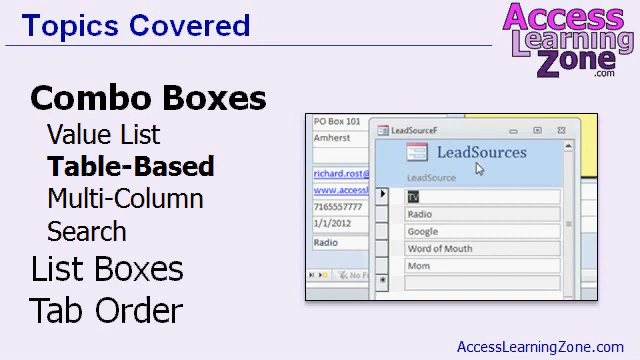 Topics Covered
Access
Learning
Zone
.com
Combo Boxes
Value List
Table-Based
Multi-Column
Search
List Boxes
Tab Order
PO Box 101
Amherst
richard.rost@
www.access
7165557777
1/1/2012
Radio
No Fi
LeadSourceF
LeadSources
LeadSource
TV
Radio
Google
Word of Mouth
Mom
AccessLearningZone.com